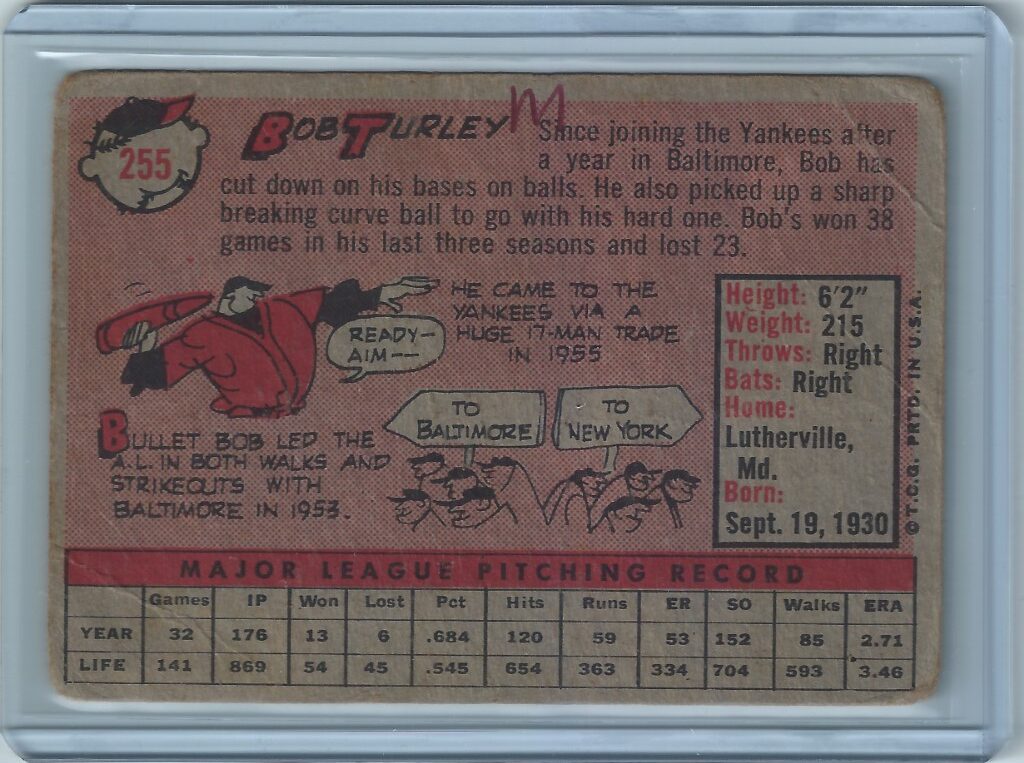 255
BOB TURLEY
M
Since joining the Yankees after
a year in Baltimore, Bob has
cut down on his bases on balls. He also picked up a sharp
breaking curve ball to go with his hard one. Bob's won 38
games in his last three seasons and lost 23.
HE CAME TO THE
YANKEES VIA A
HUGE 17-MAN TRADE
IN 1955
READY-
AIM--
BULLET BOB LED THE
A.L. IN BOTH WALKS AND
STRIKEOUTS WITH
BALTIMORE IN 1953.
TO
BALTIMORE
TO
NEW YORK
Height: 6'2"
Weight: 215
Throws: Right
Bats: Right
Home:
Lutherville,
Md.
Born:
Sept. 19, 1930
© T.C.G. PRTD. IN U.S.A.
MAJOR LEAGUE PITCHING RECORD
Games IP Won Lost Pct Hits Runs ER SO Walks ERA
YEAR 32 176 13 6 .684 120 59 53 152 85 2.71
LIFE 141 869 54 45 .545 654 363 334 704 593 3.46